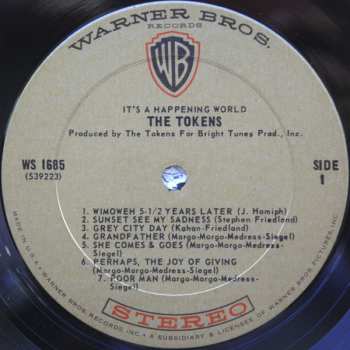 WARNER BROS.
RECORDS
WB
IT'S A HAPPENING WORLD
THE TOKENS
Produced by The Tokens For Bright Tunes Prod., Inc.
WS 1685
(S39223)
SIDE
1
1. WIMOWEH 5-1/2 YEARS LATER (J. Hamiph)
2. SUNSET SEE MY SADNESS (Stephen Friedland)
3. GREY CITY DAY (Kahan-Friedland)
4. GRANDFATHER (Margo-Margo-Medress-Siegel)
5. SHE COMES & GOES (Margo-Margo-Medress-
Siegel)
6. PERHAPS, THE JOY OF GIVING
(Margo-Margo-Medress-Siegel)
7. POOR MAN (Margo-Margo-Medress-
Siegel)
STEREO
MADE IN U.S.A. • WARNER BROS. RECORDS INC. • A SUBSIDIARY & LICENSEE OF WARNER BROS. PICTURES, INC.